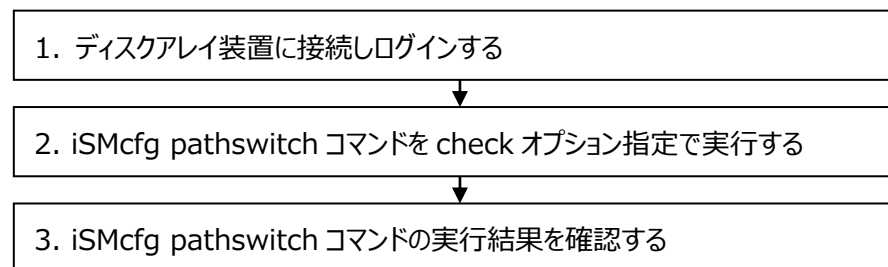 1. ディスクアレイ装置に接続しログインする
2. iSMcfg pathswitch コマンドを check オプション指定で実行する
3. iSMcfg pathswitch コマンドの実行結果を確認する